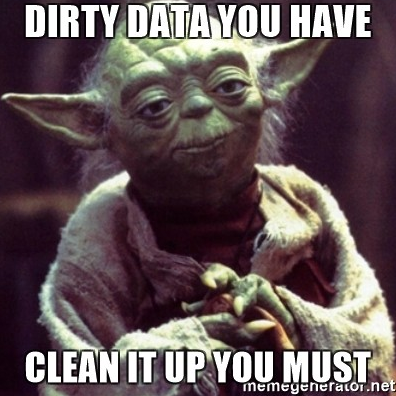 DIRTY DATA YOU HAVE
CLEAN IT UP YOU MUST
memegenerator.net